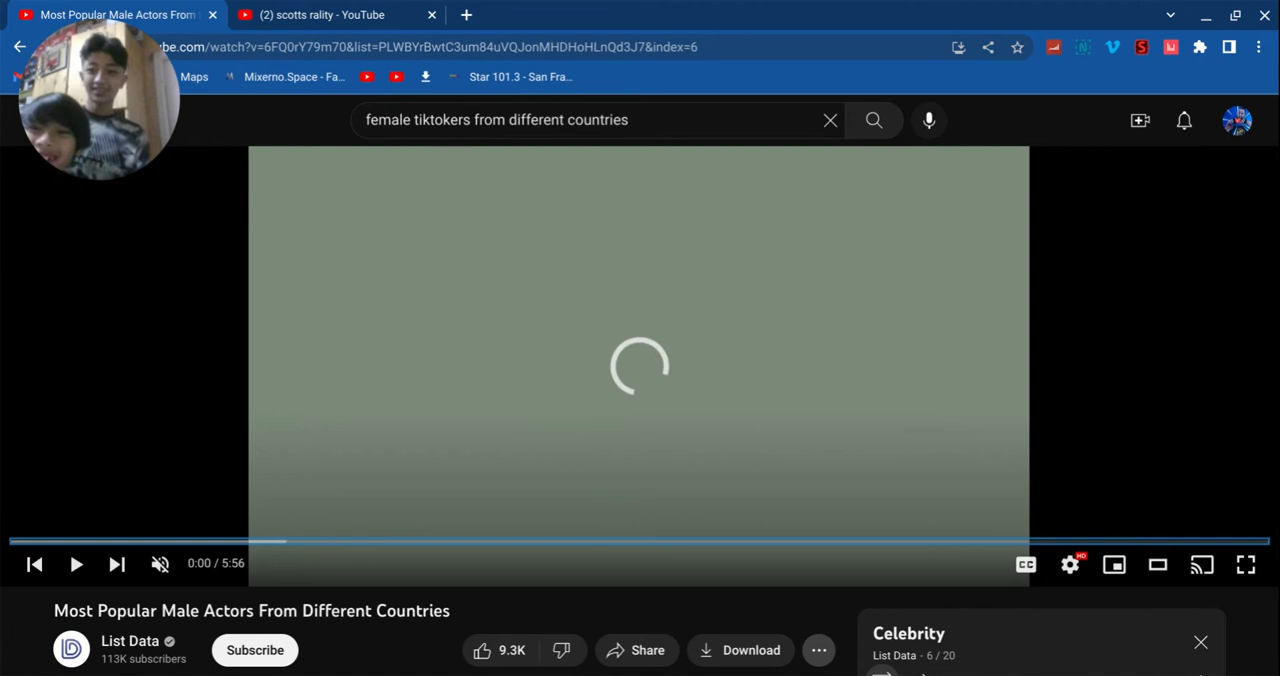 Most Popular Male Actors From
(2) scotts rality - YouTube
be.com/watch?v=6FQ0rY79m70&list=PLWBYrBwtC3um84uVQJonMHDHoHLnQd3J7&index=6
Maps
Mixerno.Space - Fa...
Star 101.3 - San Fra...
female tiktokers from different countries
0:00 / 5:56
CC
HD
Most Popular Male Actors From Different Countries
List Data
113K subscribers
Subscribe
9.3K
Share
Download
Celebrity
List Data - 6 / 20